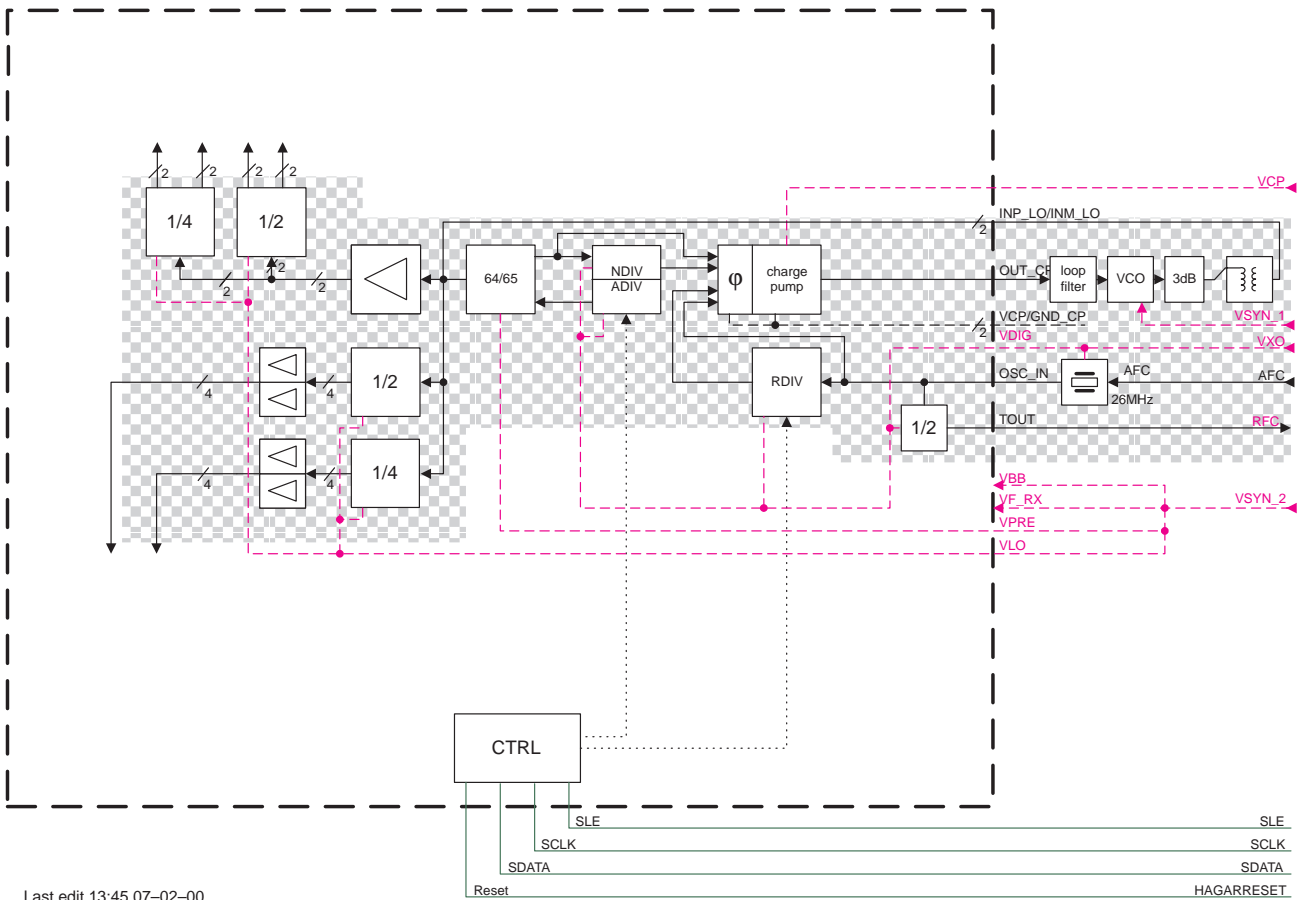 2 2 2 2
VCP
1/4 1/2
INP_LO/INM_LO
2
2
2 2
64/65
NDIV
ADIV
φ
charge
pump
OUT_CP
loop
filter
VCO
3dB
VCP/GND_CP
2
VSYN_1
VDIG
VXO
4
4
1/2
RDIV
OSC_IN
AFC
AFC
26MHz
1/2
TOUT
RFC
4
4
1/4
VBB
VF_RX
VSYN_2
VPRE
VLO
CTRL
SLE SLE
SCLK SCLK
SDATA SDATA
Reset HAGARRESET
Last edit 13:45 07–02–00